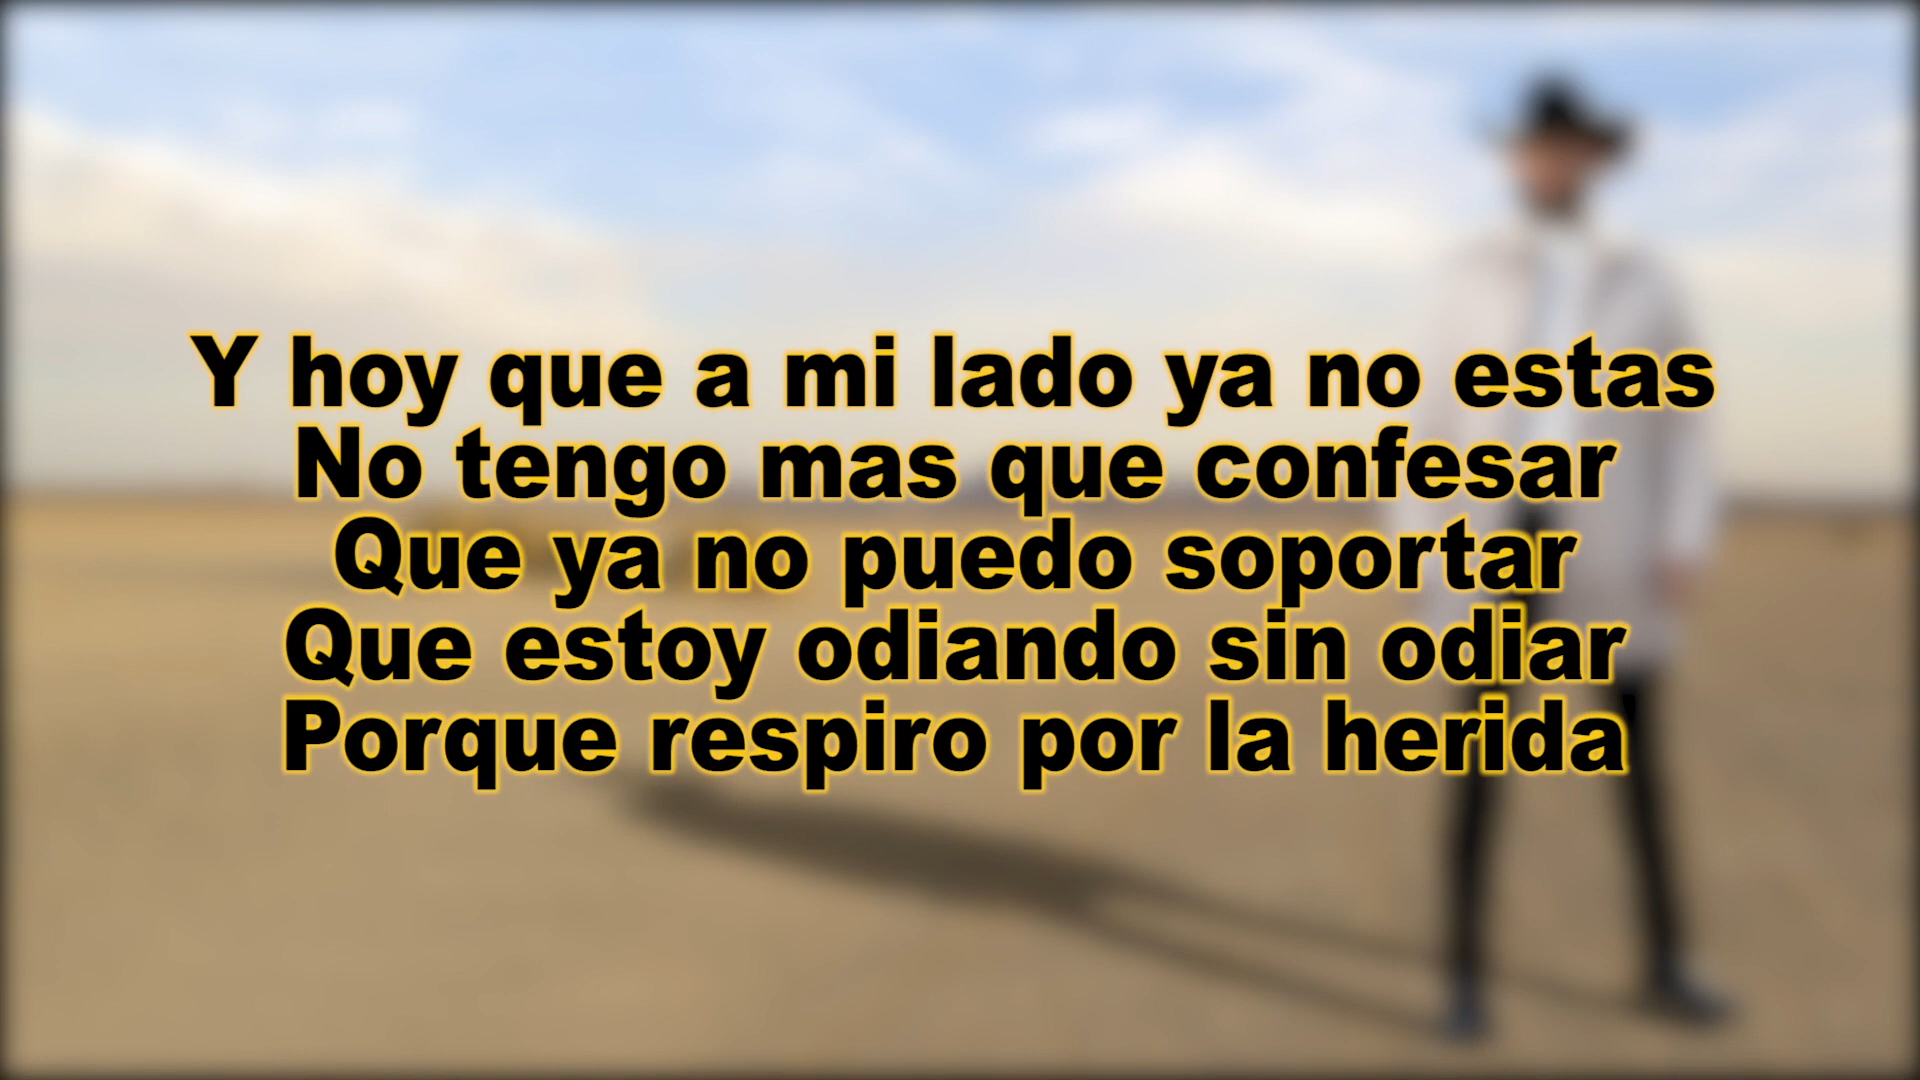 Y hoy que a mi lado ya no estas
No tengo mas que confesar
Que ya no puedo soportar
Que estoy odiando sin odiar
Porque respiro por la herida